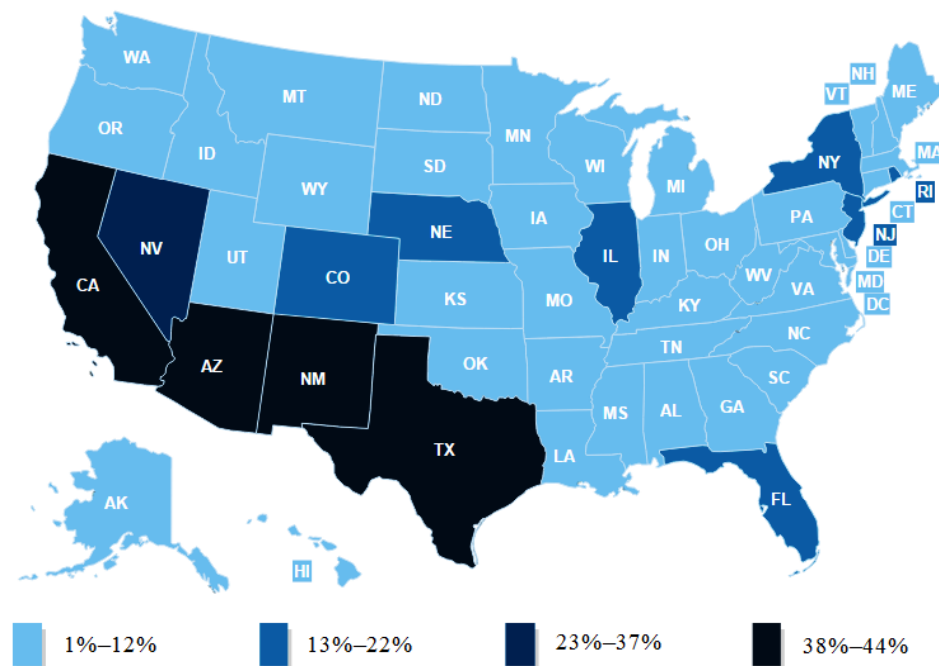 WA
MT
ND
MN
NH
VT
ME
OR
ID
SD
WI
MI
NY
MA
WY
RI
IA
PA
CT
NE
NJ
NV
UT
CO
IL
IN
OH
DE
CA
KS
MO
WV
VA
MD
KY
DC
AZ
NM
OK
AR
TN
NC
SC
MS
AL
GA
TX
LA
FL
AK
HI
1%–12%
13%–22%
23%–37%
38%–44%